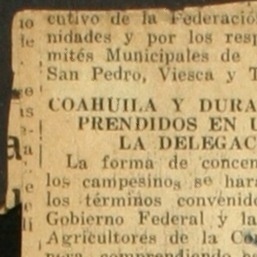 cutivo de la Federació
nidades y por los resp
mités Municipales de
San Pedro, Viesca y T
COAHUILA Y DURA
PRENDIDOS EN U
LA DELEGAC
La forma de concen
los campesinos se hará
los términos convenido
Gobierno Federal y la
Agricultores de la Co